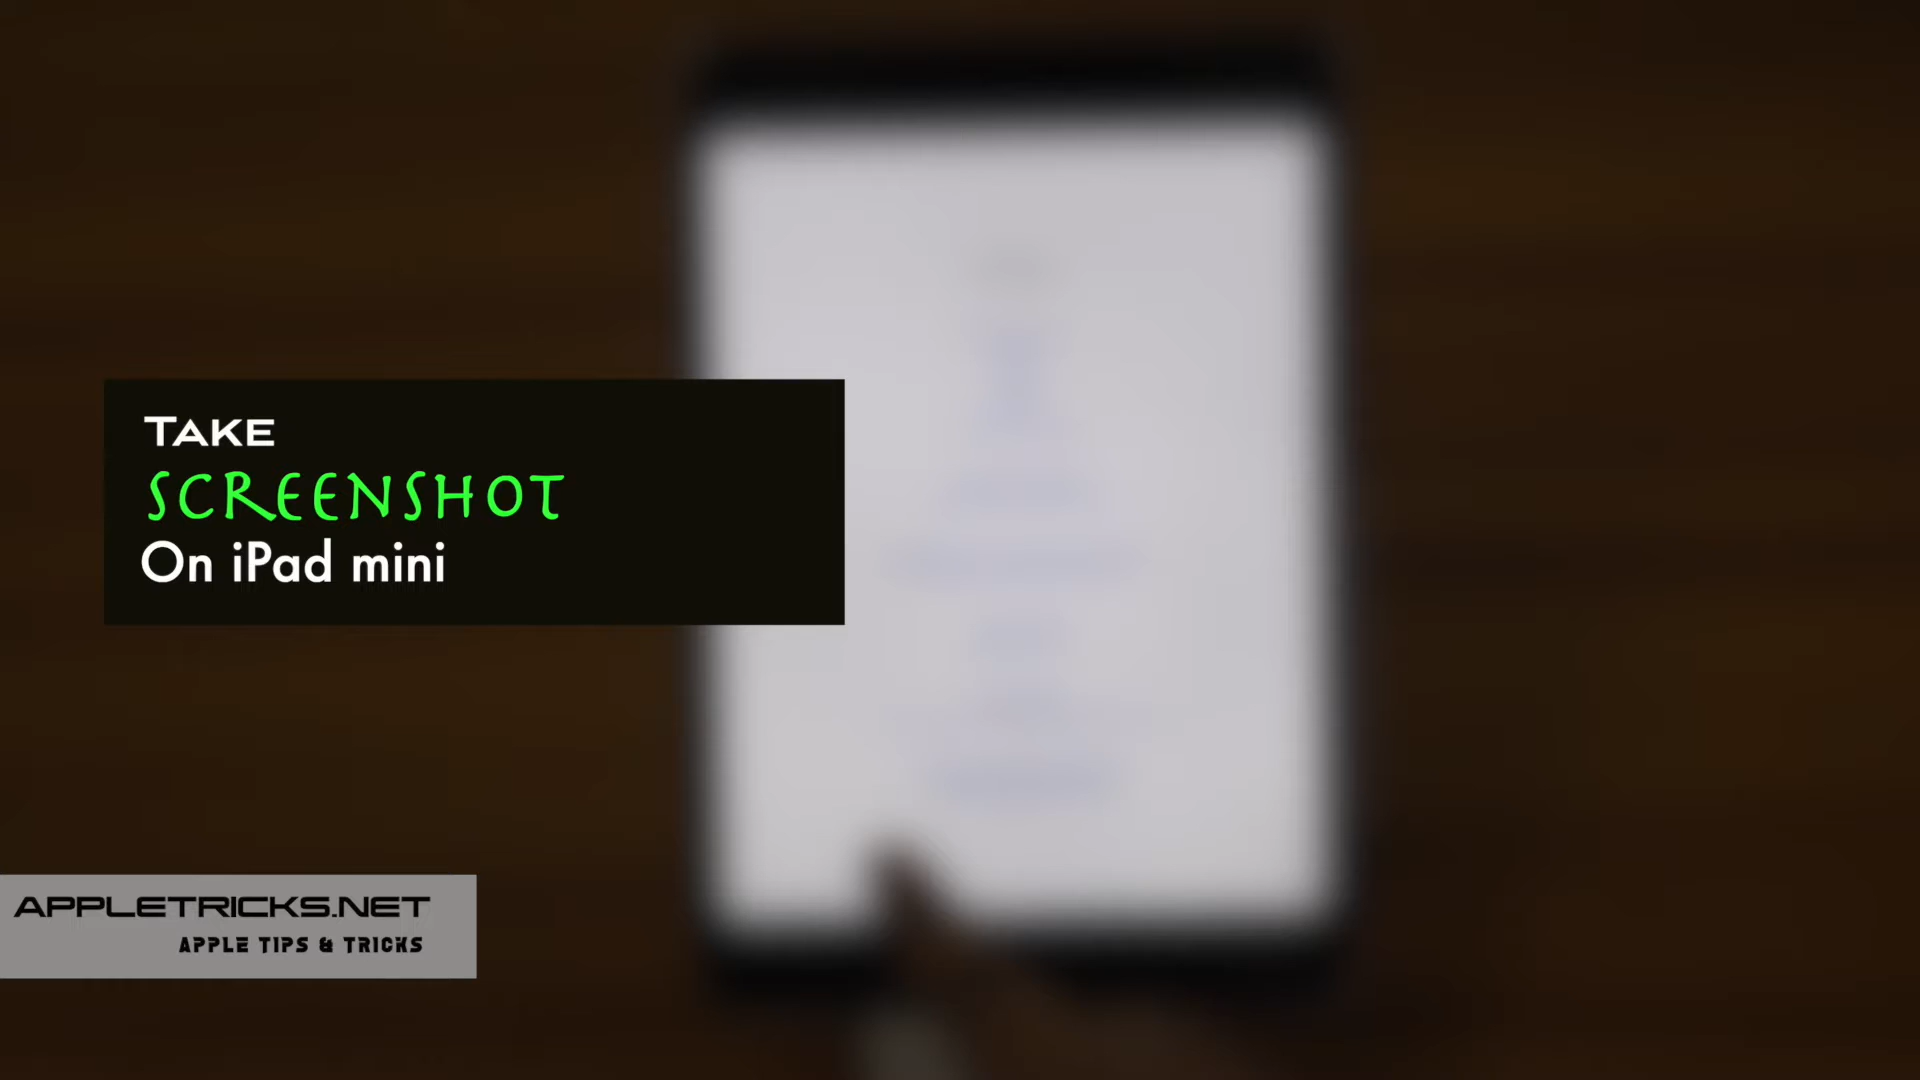 TAKE
SCREENSHOT
On iPad mini
APPLETRICKS.NET
APPLE TIPS & TRICKS